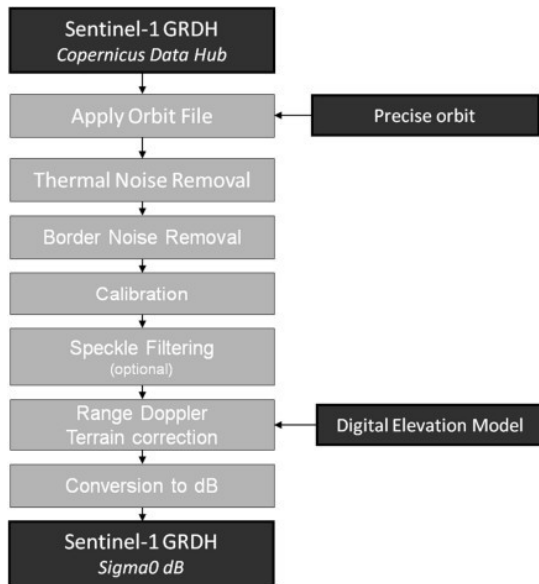 Sentinel-1 GRDH
Copernicus Data Hub
Apply Orbit File
Precise orbit
Thermal Noise Removal
Border Noise Removal
Calibration
Speckle Filtering
(optional)
Range Doppler
Terrain correction
Digital Elevation Model
Conversion to dB
Sentinel-1 GRDH
Sigma0 dB